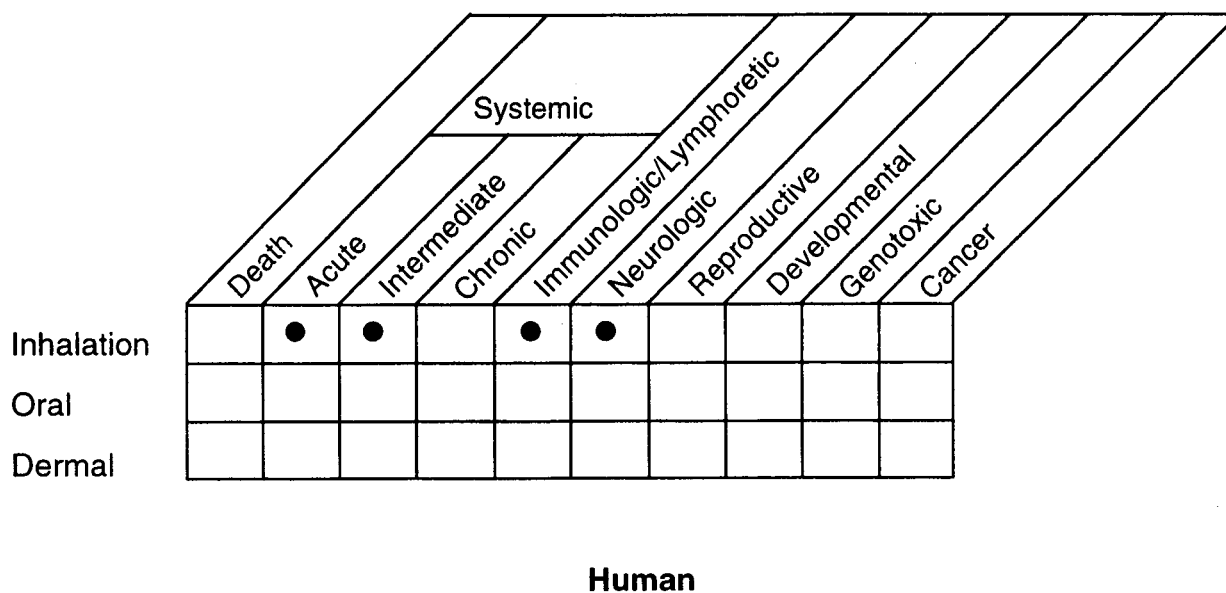 Systemic
Death
Acute
Intermediate
Chronic
Immunologic/Lymphoretic
Neurologic
Reproductive
Developmental
Genotoxic
Cancer
Inhalation
Oral
Dermal
Human